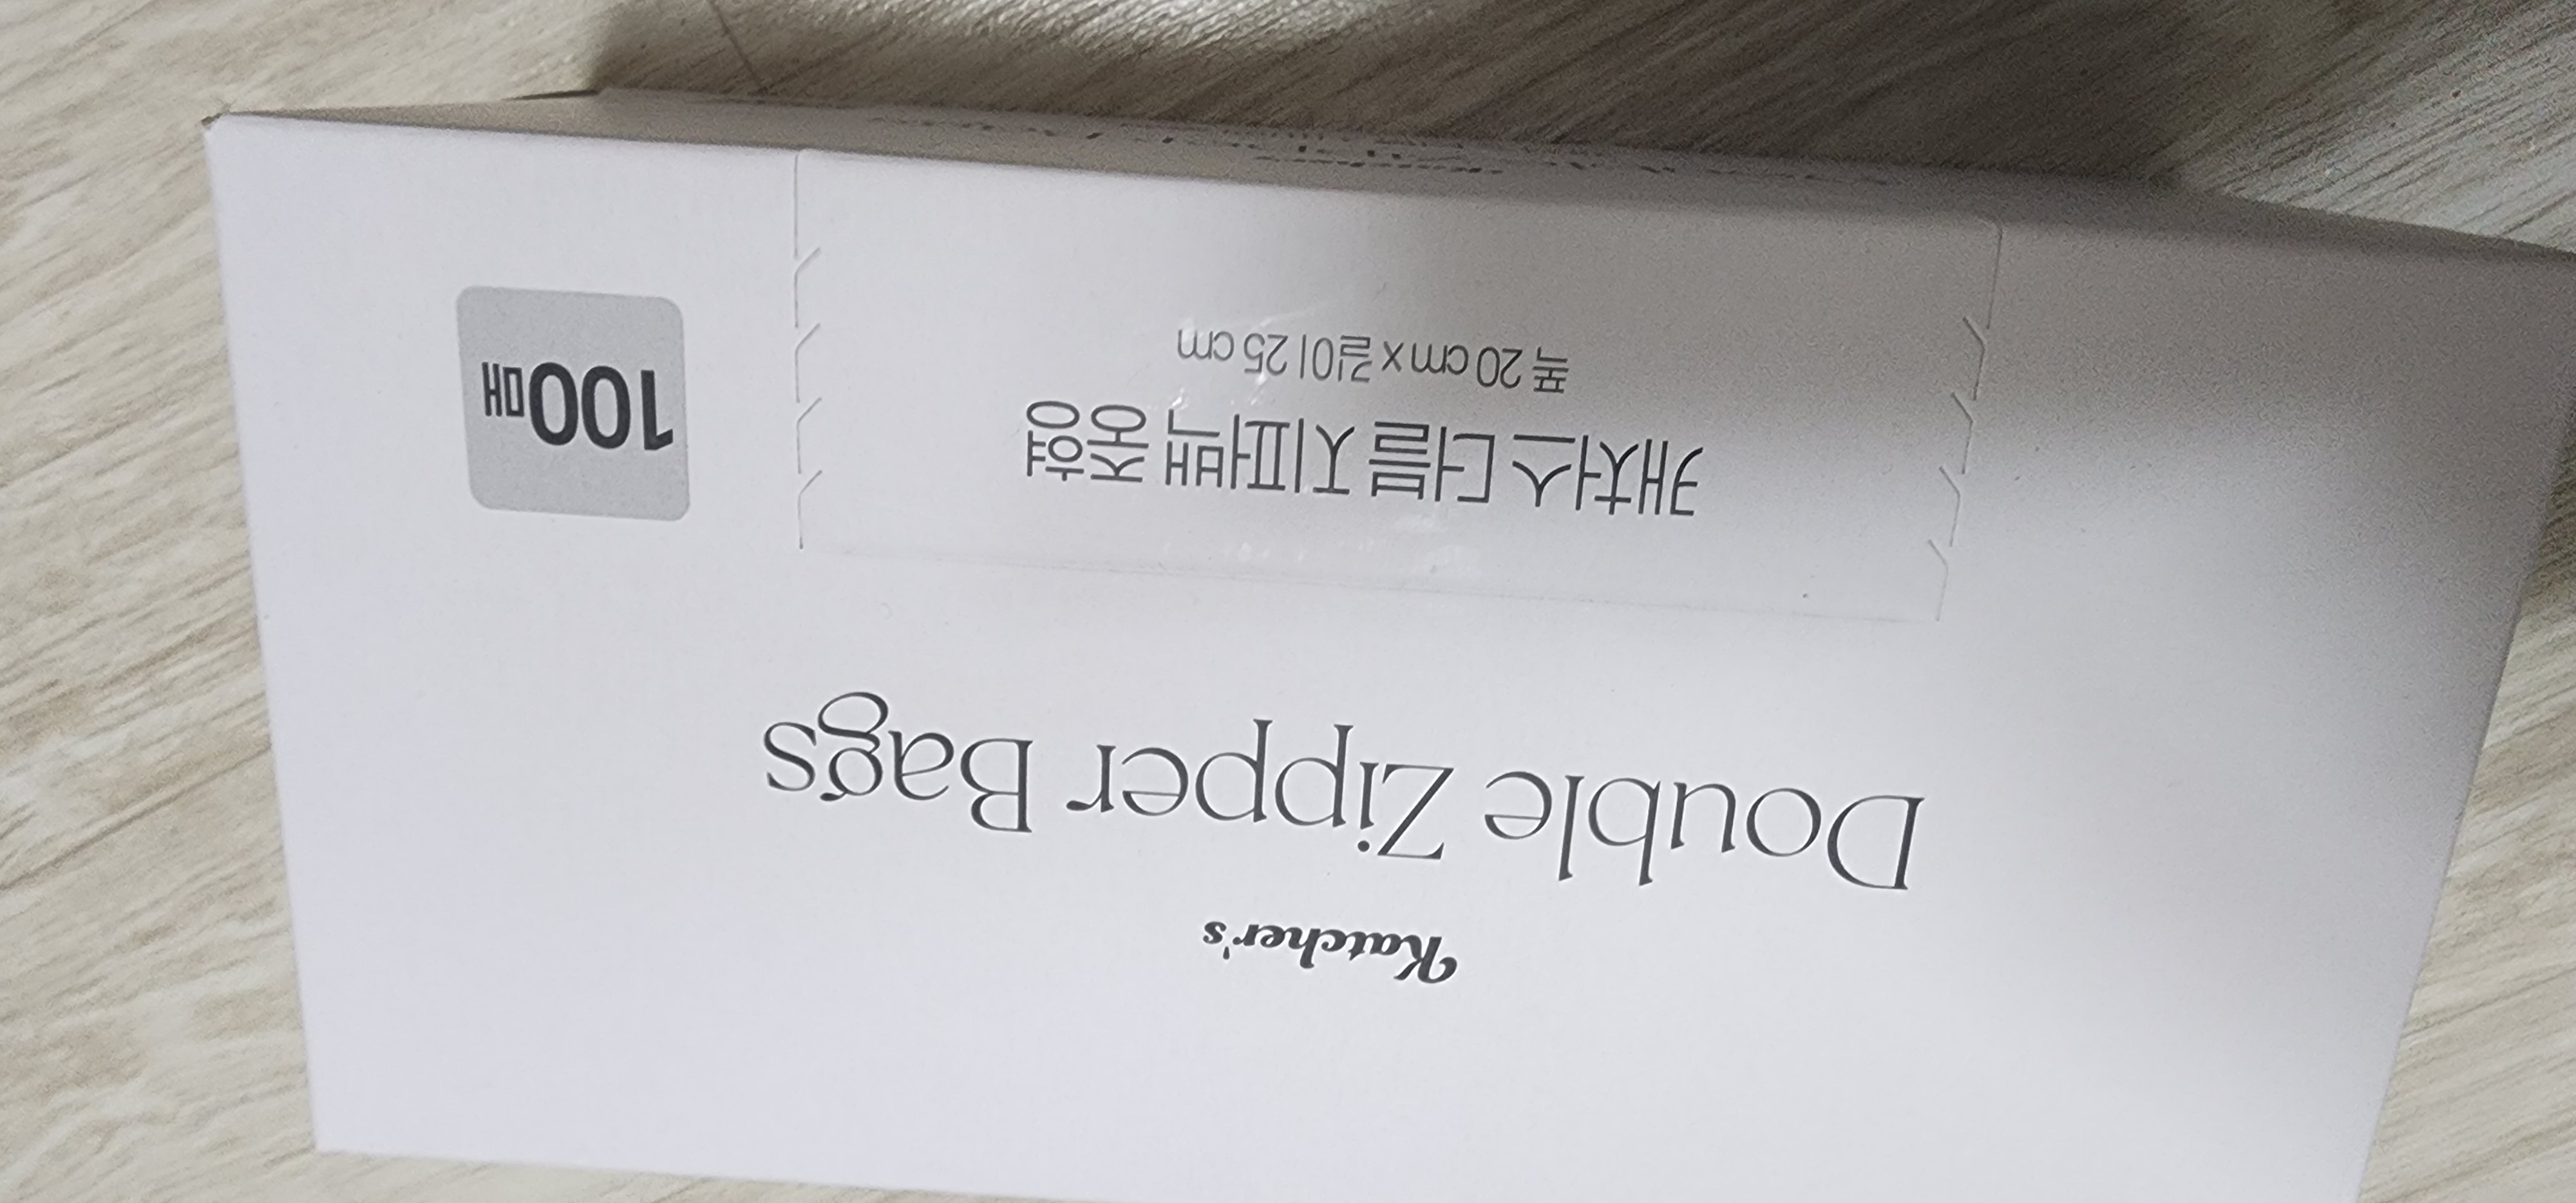 Katcher's
Double Zipper Bags
캐처스 더블 지퍼백 중형
폭 20 cm x 길이 25 cm
100매